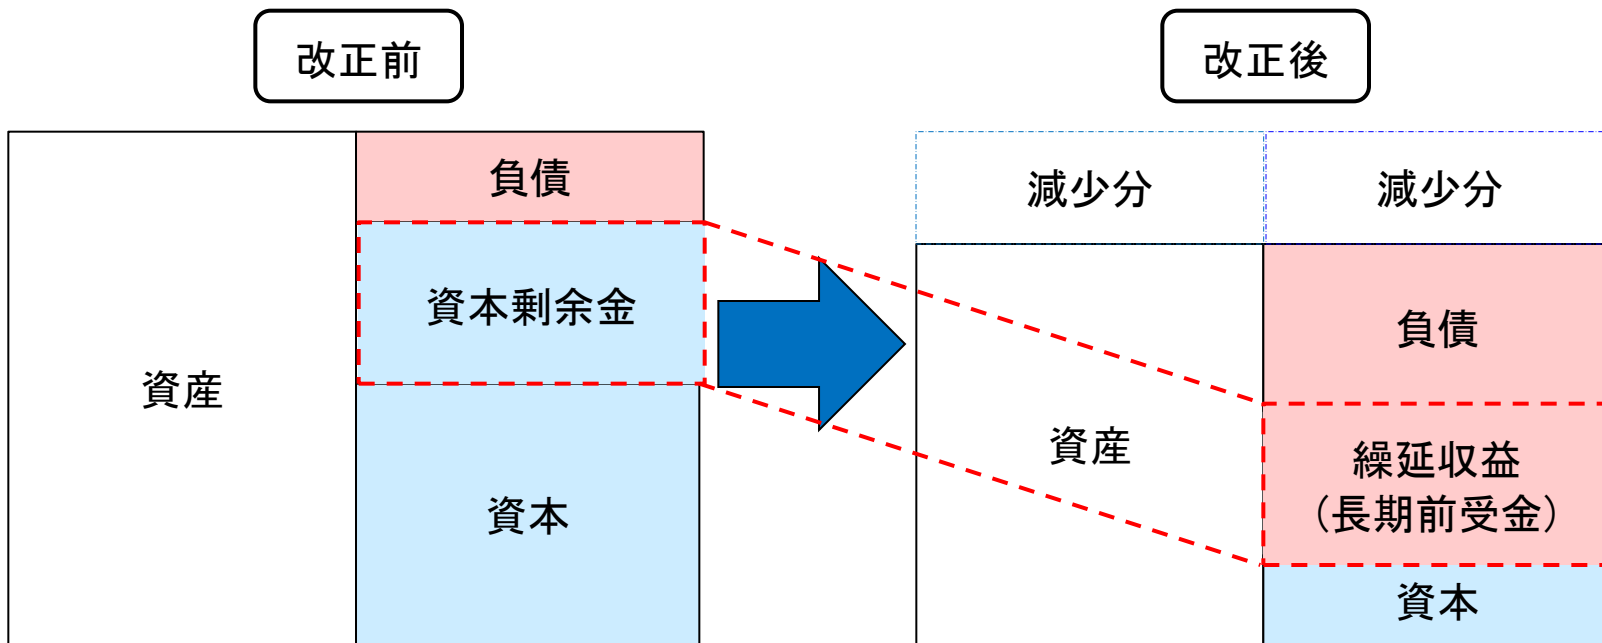 改正前
改正後
負債
資本剰余金
資産
資本
減少分
減少分
負債
資産
繰延収益
(長期前受金)
資本